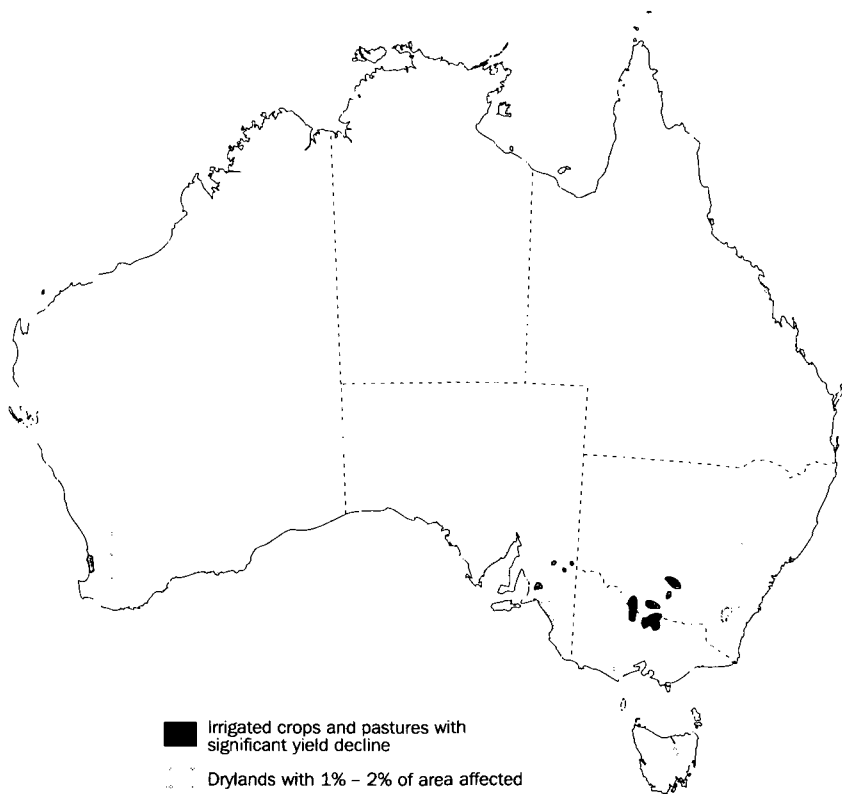 Irrigated crops and pastures with
significant yield decline
Drylands with 1% – 2% of area affected